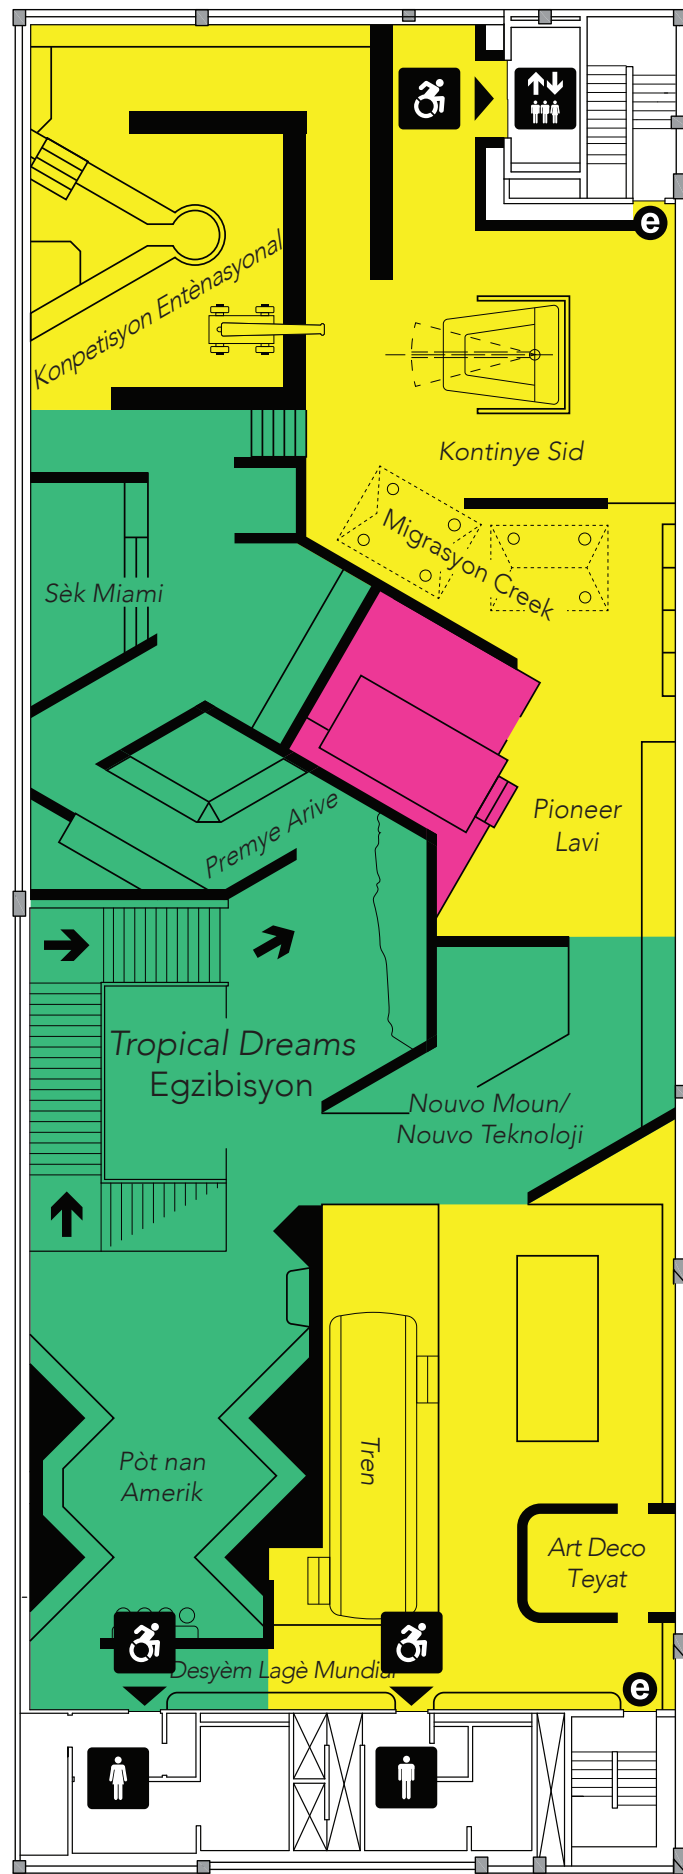 e
Konpetisyon Entènasyonal
Kontinye Sid
Migrasyon Creek
Sèk Miami
Pioneer
Lavi
Premye Arive
Tropical Dreams
Egzibisyon
Nouvo Moun/
Nouvo Teknoloji
Tren
Pòt nan
Amerik
Art Deco
Teyat
Desyèm Lagè Mundial
e